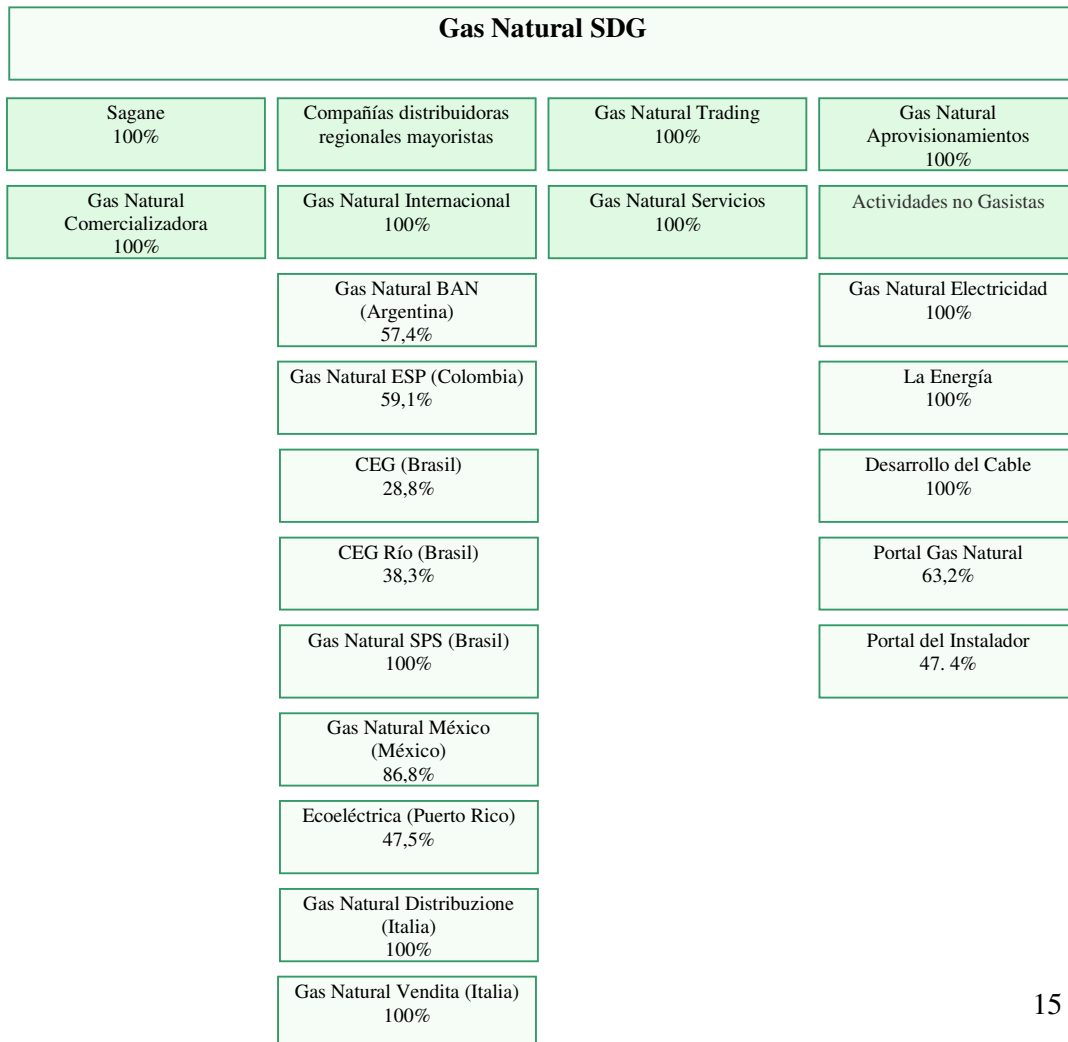 Gas Natural SDG
Sagane
100%
Compañías distribuidoras
regionales mayoristas
Gas Natural Trading
100%
Gas Natural
Aprovisionamientos
100%
Gas Natural
Comercializadora
100%
Gas Natural Internacional
100%
Gas Natural Servicios
100%
Actividades no Gasistas
Gas Natural BAN
(Argentina)
57,4%
Gas Natural ESP (Colombia)
59,1%
CEG (Brasil)
28,8%
CEG Río (Brasil)
38,3%
Gas Natural SPS (Brasil)
100%
Gas Natural México
(México)
86,8%
Ecoeléctrica (Puerto Rico)
47,5%
Gas Natural Distribuzione
(Italia)
100%
Gas Natural Vendita (Italia)
100%
Gas Natural Electricidad
100%
La Energía
100%
Desarrollo del Cable
100%
Portal Gas Natural
63,2%
Portal del Instalador
47. 4%
15